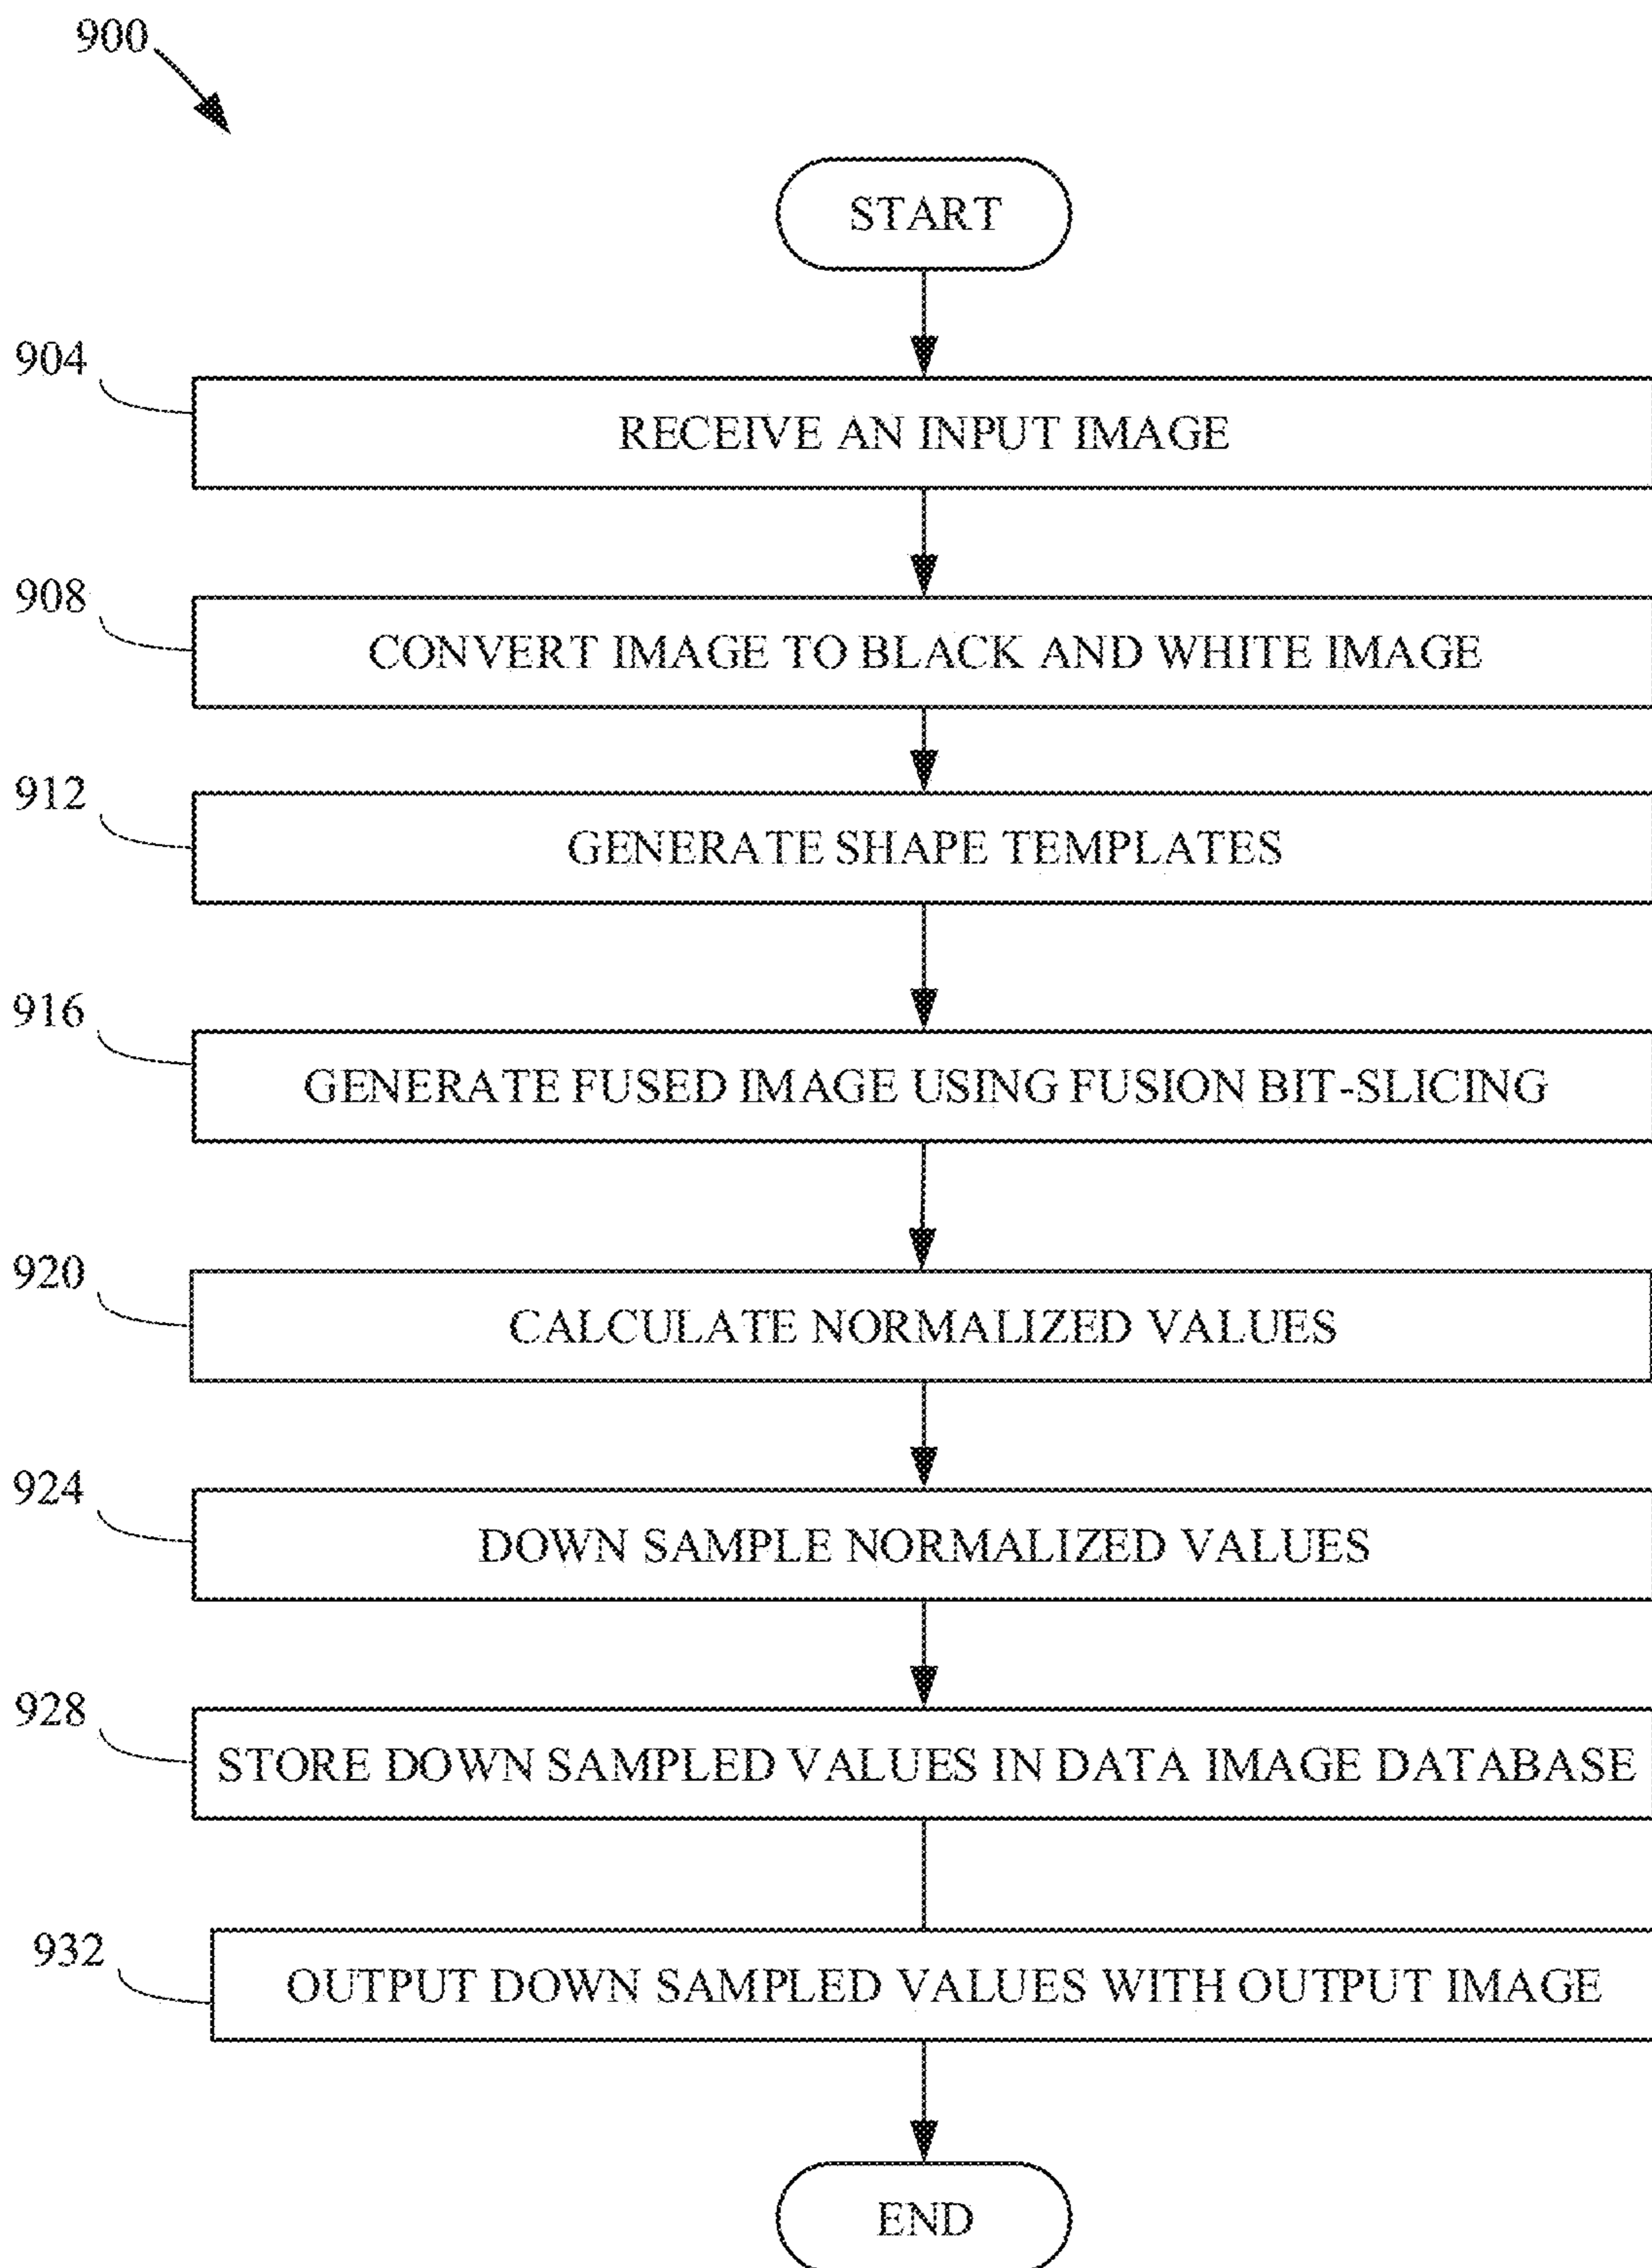 900
START
904
RECEIVE AN INPUT IMAGE
908
CONVERT IMAGE TO BLACK AND WHITE IMAGE
912
GENERATE SHAPE TEMPLATES
916
GENERATE FUSED IMAGE USING FUSION BIT-SLICING
920
CALCULATE NORMALIZED VALUES
924
DOWN SAMPLE NORMALIZED VALUES
928
STORE DOWN SAMPLED VALUES IN DATA IMAGE DATABASE
932
OUTPUT DOWN SAMPLED VALUES WITH OUTPUT IMAGE
END